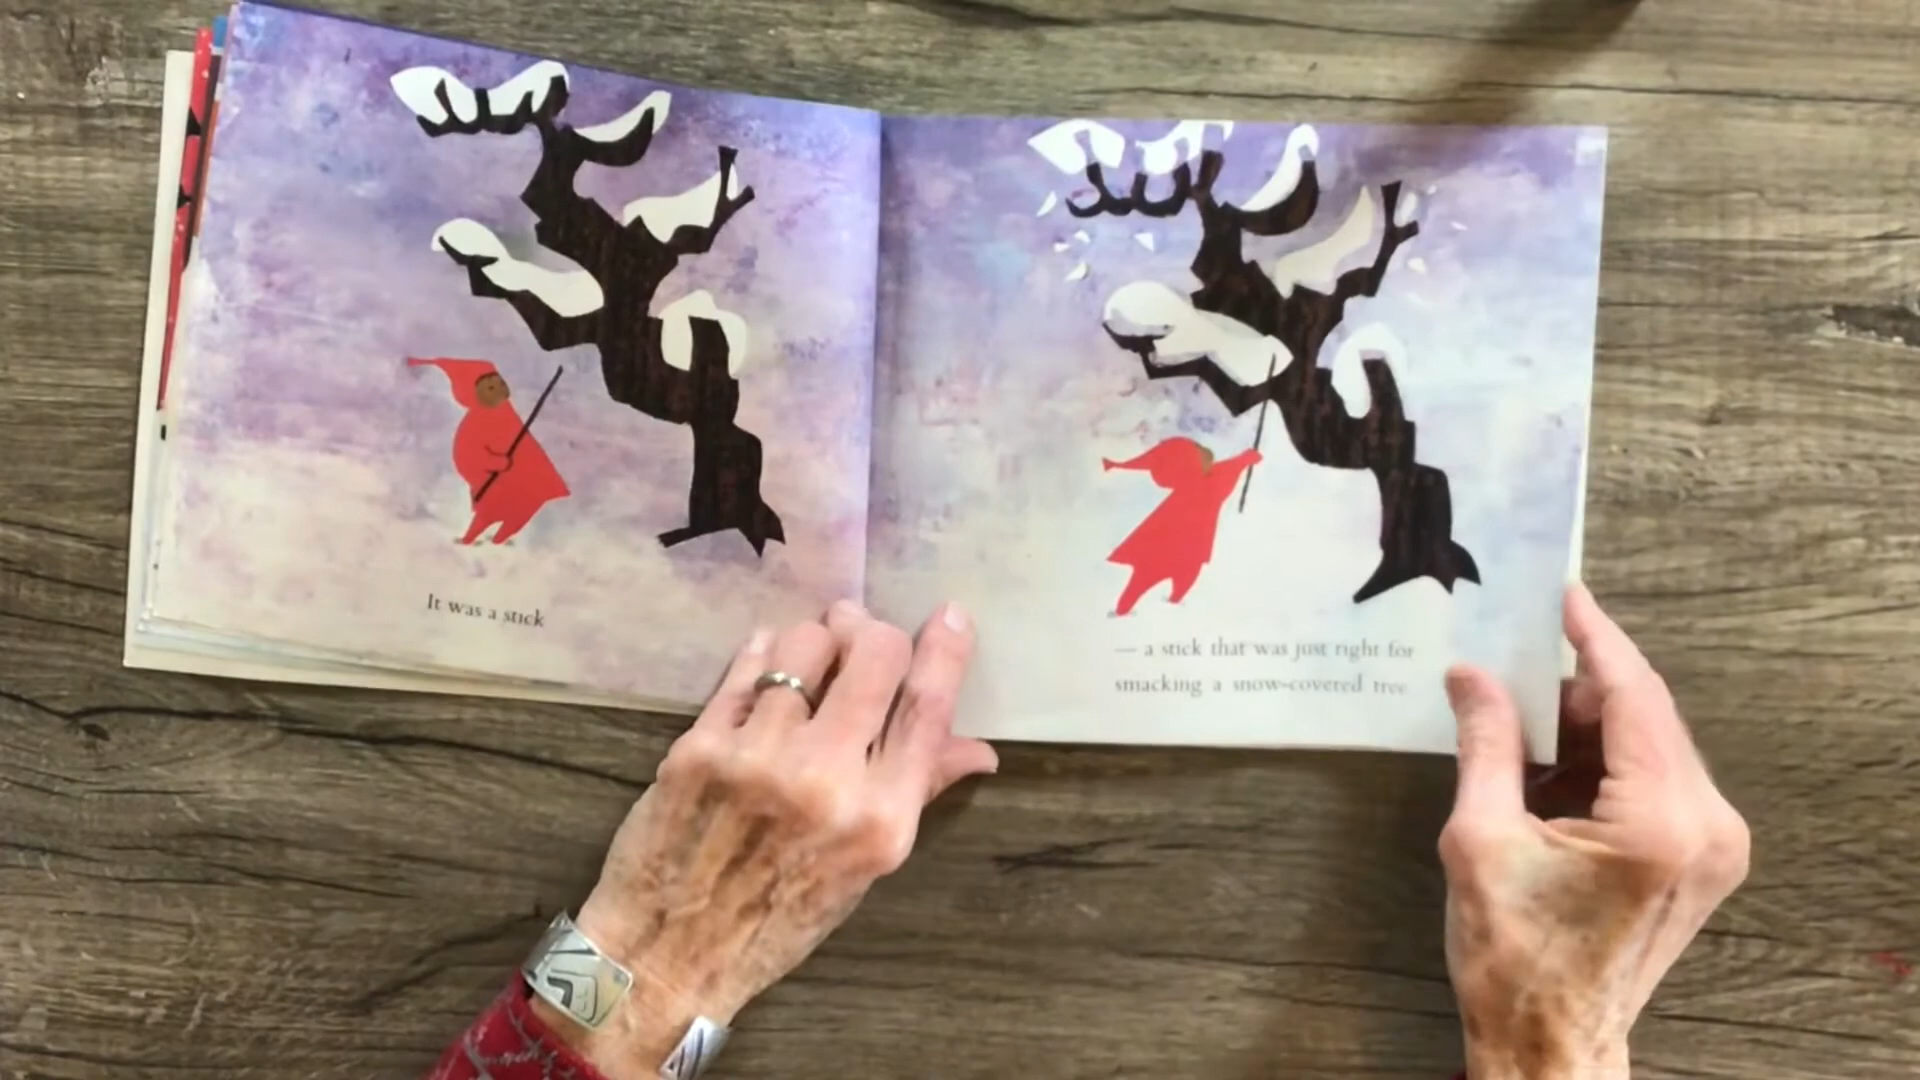 It was a stick
— a stick that was just right for
smacking a snow-covered tree